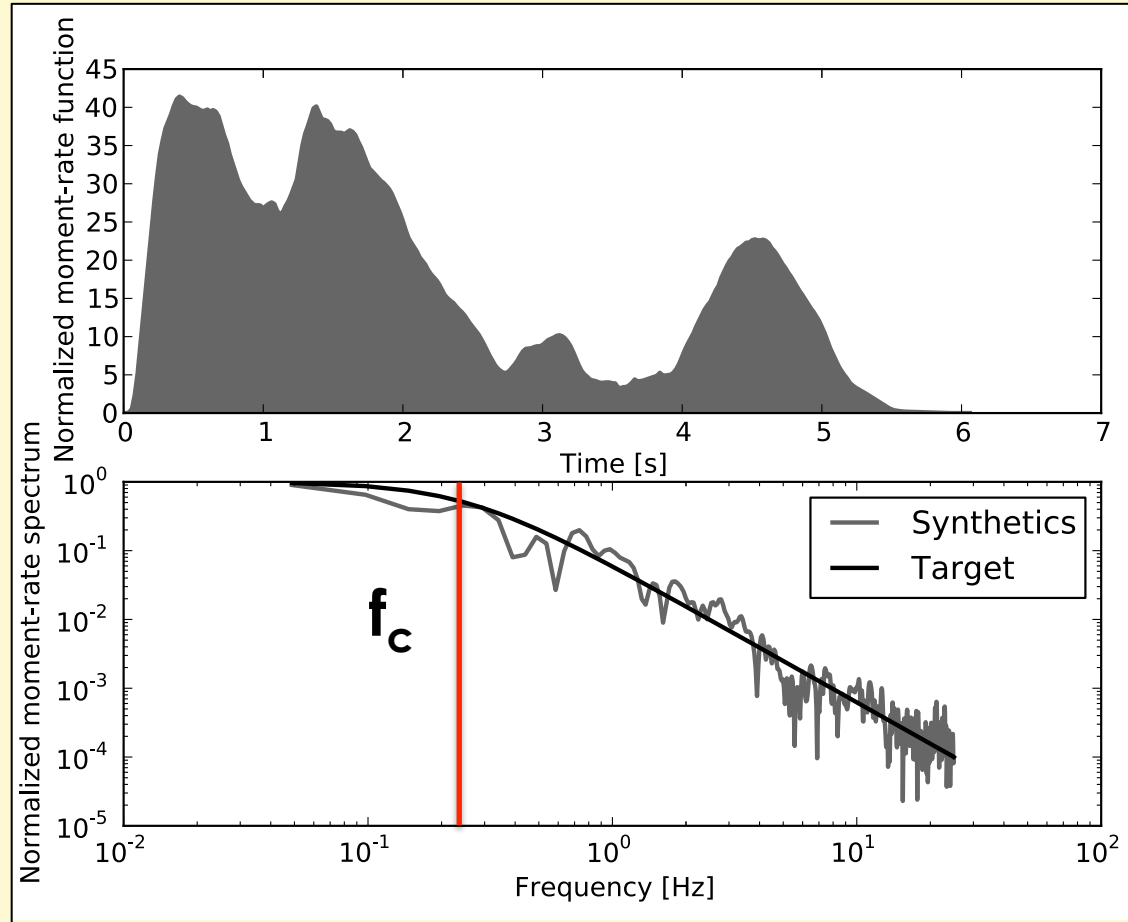 Normalized moment-rate function
45
40
35
30
25
20
15
10
5
0
0 1 2 3 4 5 6 7
Time [s]
Normalized moment-rate spectrum
10^0
10^-1
10^-2
10^-3
10^-4
10^-5
f_c
Synthetics
Target
10^-2 10^-1 10^0 10^1 10^2
Frequency [Hz]